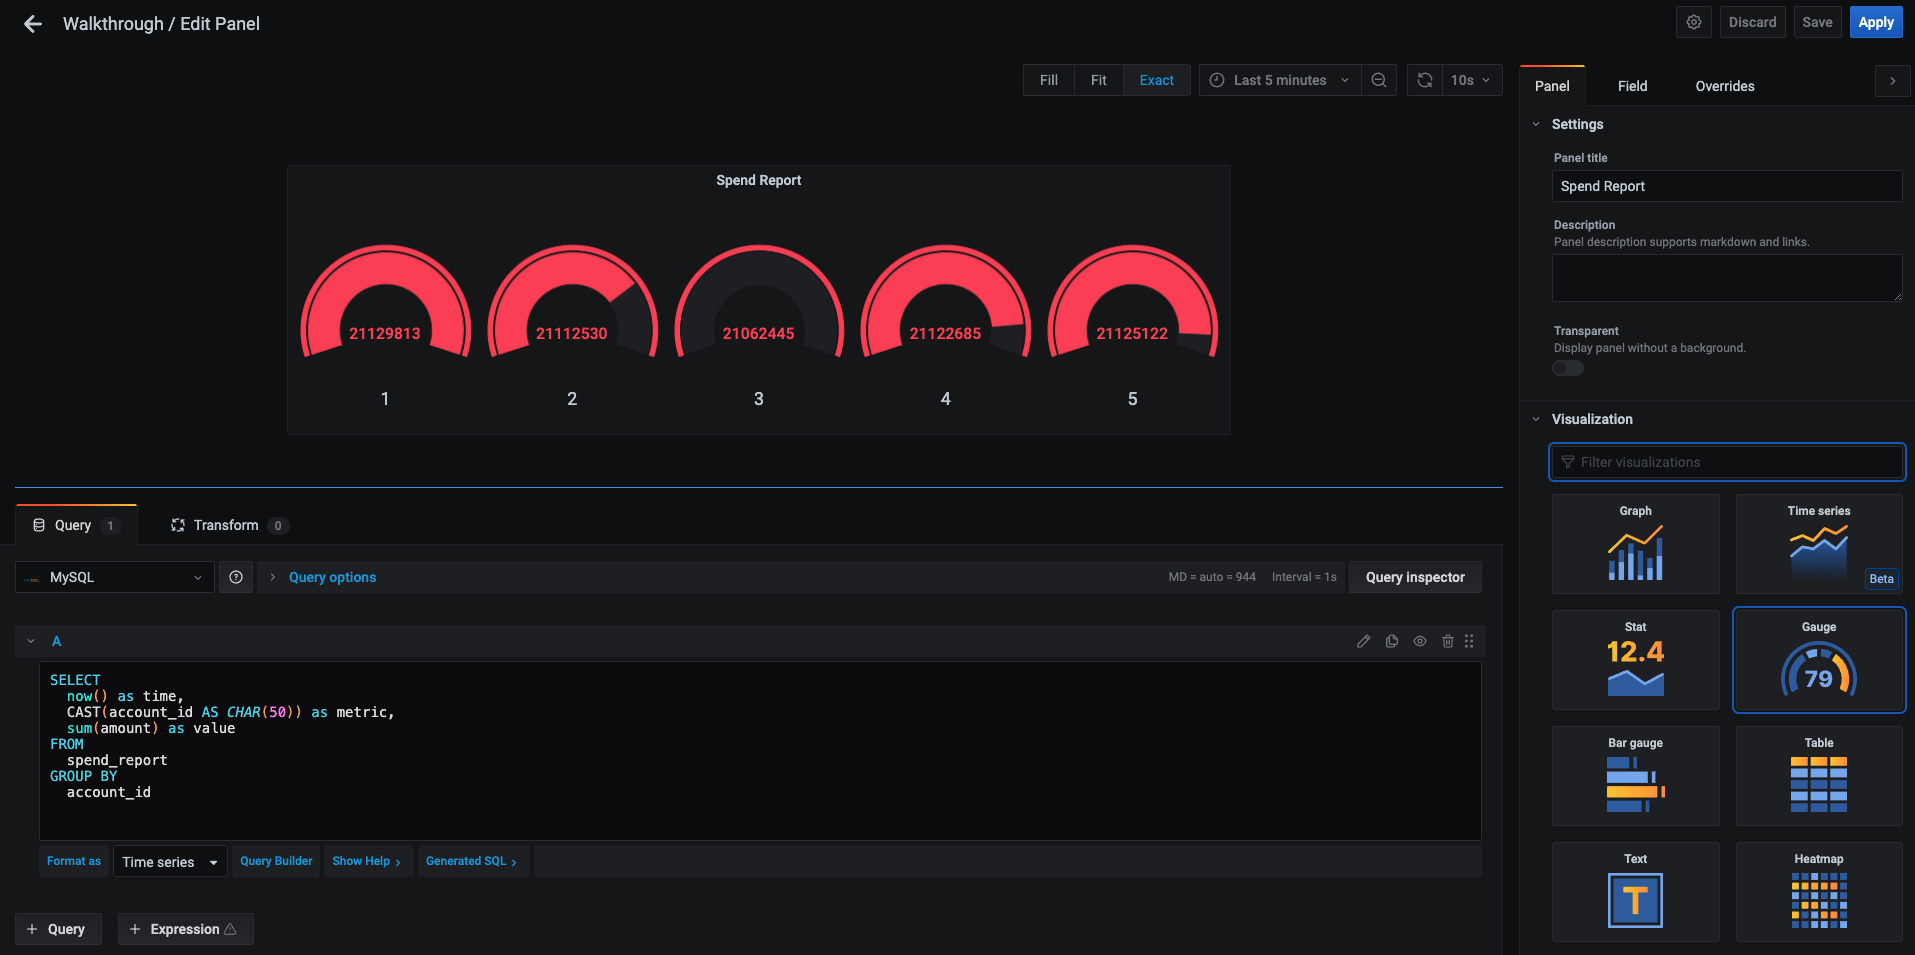 Walkthrough / Edit Panel
Discard
Save
Apply
Fill
Fit
Exact
Last 5 minutes
10s
Spend Report
21129813
21112530
21062445
21122685
21125122
1
2
3
4
5
Query 1
Transform 0
MySQL
Query options
MD = auto = 944
Interval = 1s
Query inspector
A
SELECT
now() as time,
CAST(account_id AS CHAR(50)) as metric,
sum(amount) as value
FROM
spend_report
GROUP BY
account_id
Format as
Time series
Query Builder
Show Help
Generated SQL
+ Query
+ Expression
Panel
Field
Overrides
Settings
Panel title
Spend Report
Description
Panel description supports markdown and links.
Transparent
Display panel without a background.
Visualization
Filter visualizations
Graph
Time series
Beta
Stat
12.4
Gauge
79
Bar gauge
Table
Text
T
Heatmap